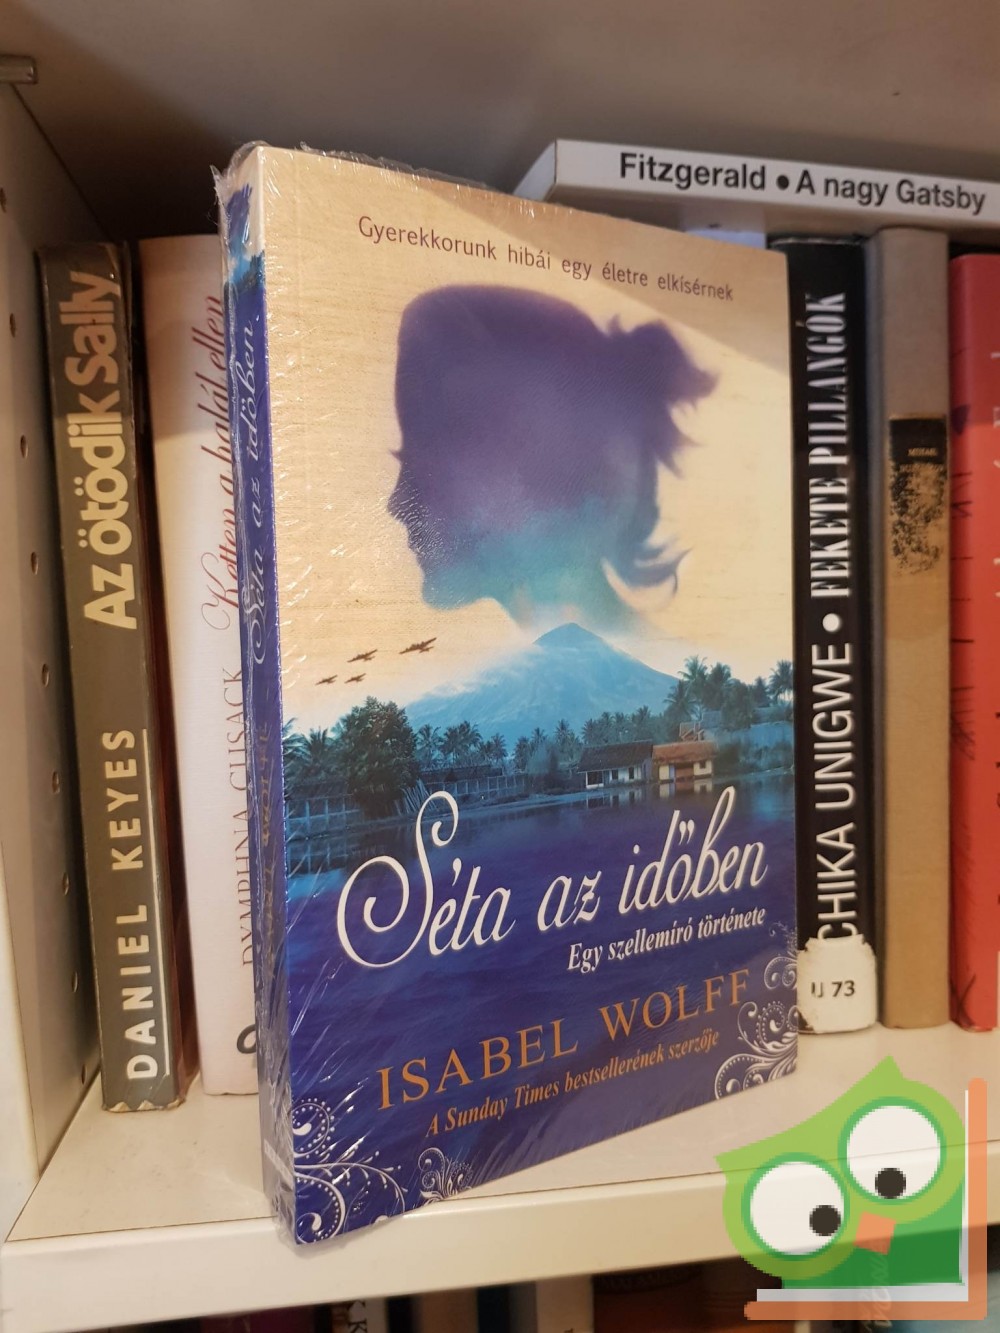 Fitzgerald • A nagy Gatsby
Gyerekkorunk hibái egy életre elkísérnek
Séta az időben
Egy szellemíró története
ISABEL WOLFF
A Sunday Times bestsellerének szerzője
Séta az időben
DANIEL KEYES
AZ ötödik Sally
DYMPHNA CUSACK
Ketten a halál ellen
CHIKA UNIGWE • FEKETE PILLANGÓK
U 73